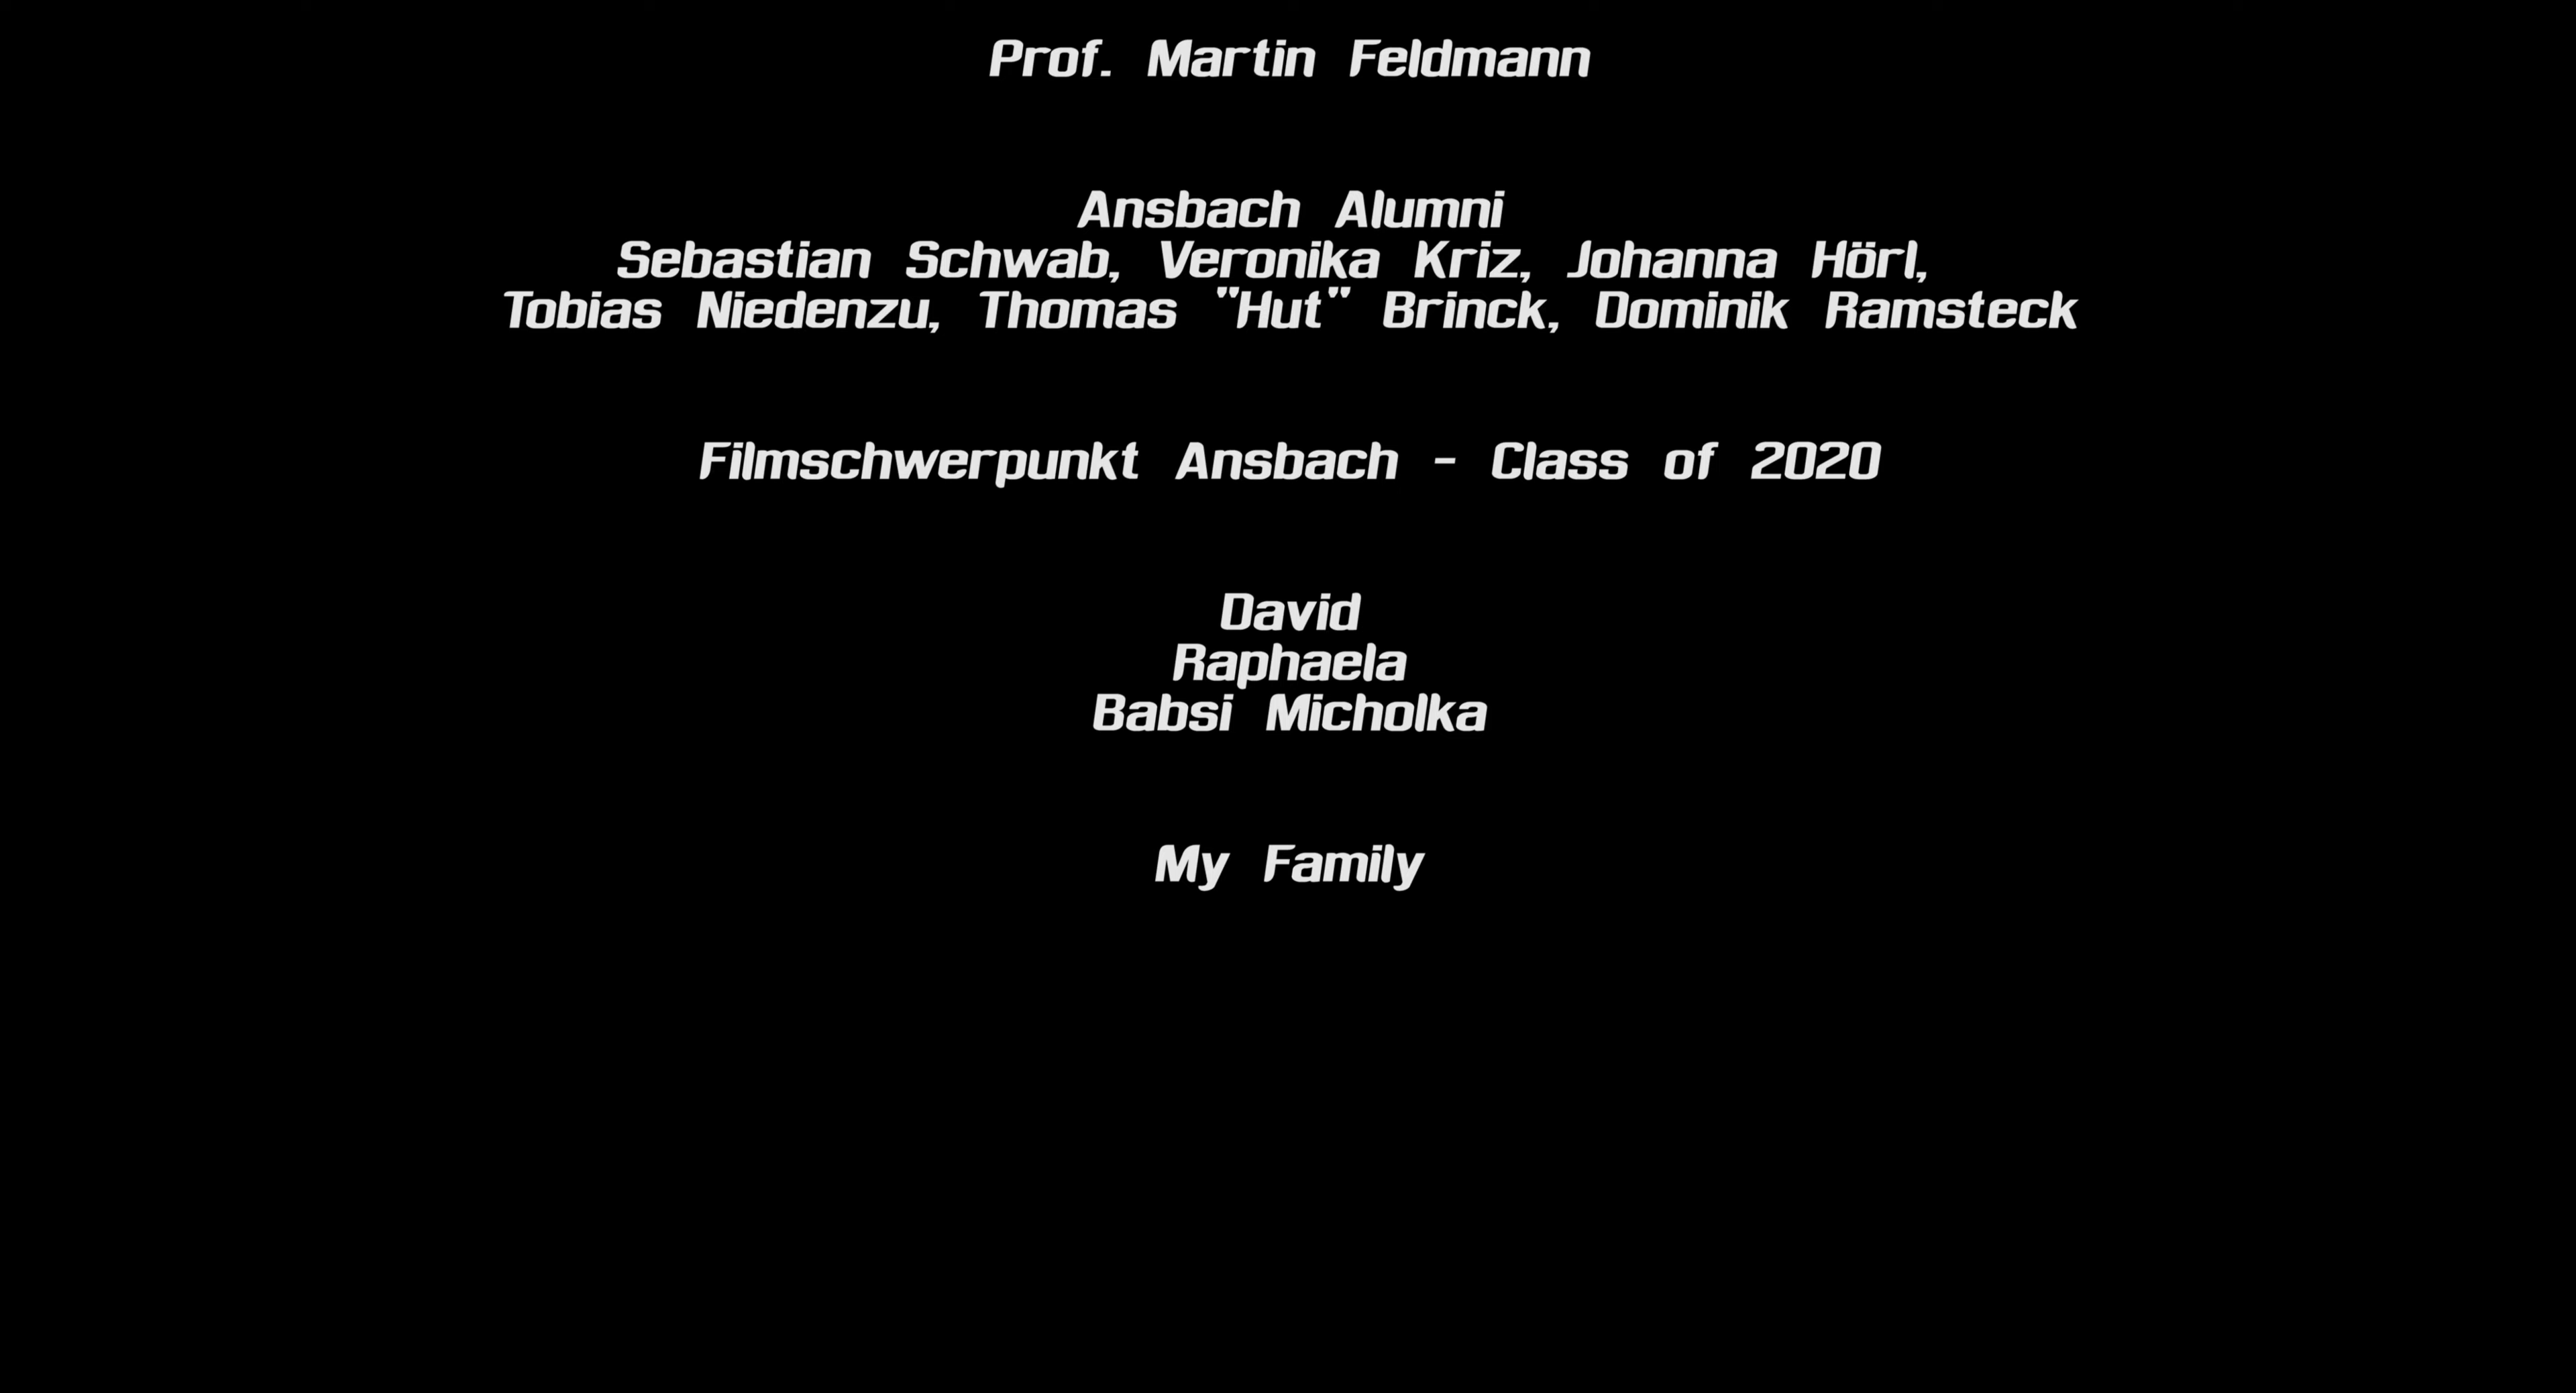 Prof. Martin Feldmann
Ansbach Alumni
Sebastian Schwab, Veronika Kriz, Johanna Hörl,
Tobias Niedenzu, Thomas "Hut" Brinck, Dominik Ramsteck
Filmschwerpunkt Ansbach - Class of 2020
David
Raphaela
Babsi Micholka
My Family